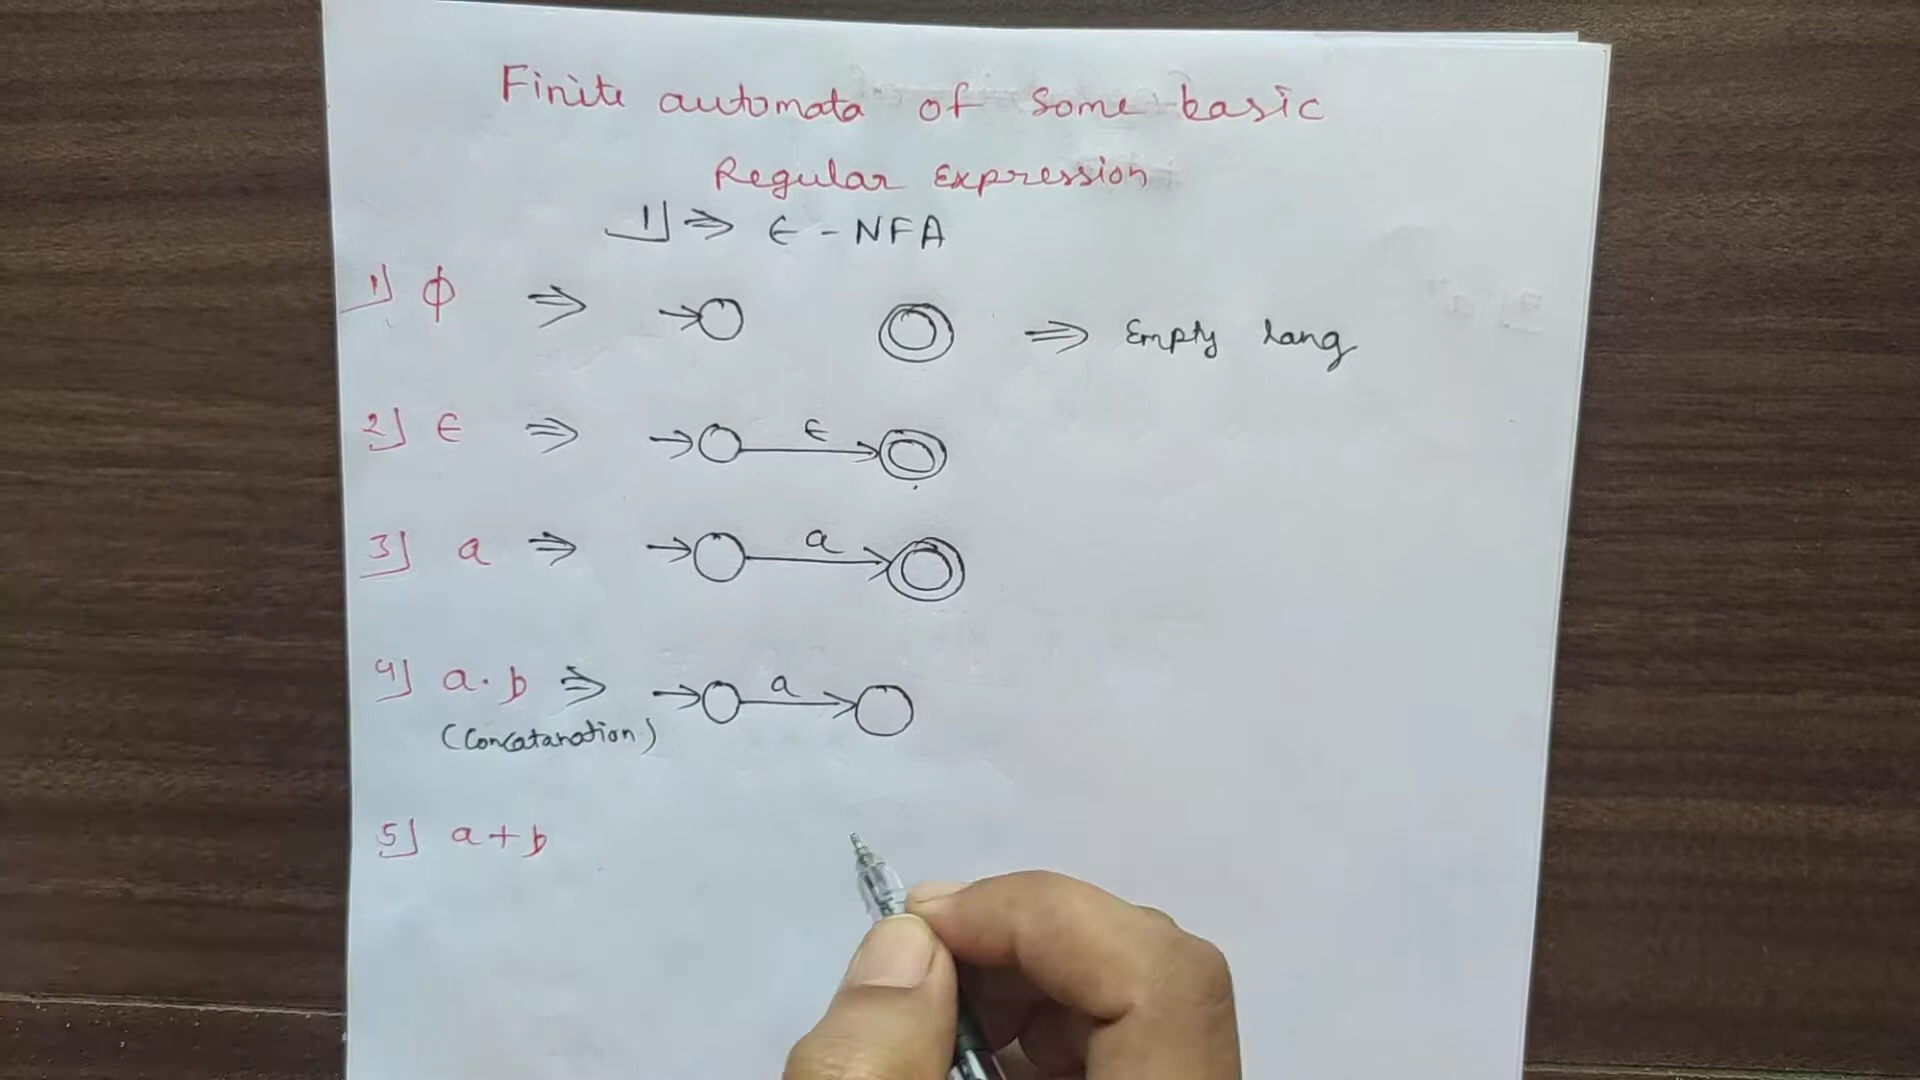 Finite automata of some basic
Regular Expression
1] ⇒ ϵ - NFA
1] ϕ ⇒ ⇒ Empty lang
2] ϵ ⇒ ϵ
3] a ⇒ a
4] a.b ⇒ a
(Concatanation)
5] a+b